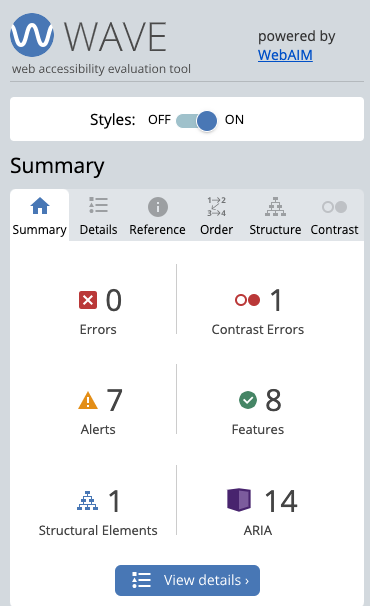 WAVE
web accessibility evaluation tool
powered by
WebAIM
Styles: OFF ON
Summary
Summary Details Reference Order Structure Contrast
0 1
Errors Contrast Errors
7 8
Alerts Features
1 14
Structural Elements ARIA
View details ›